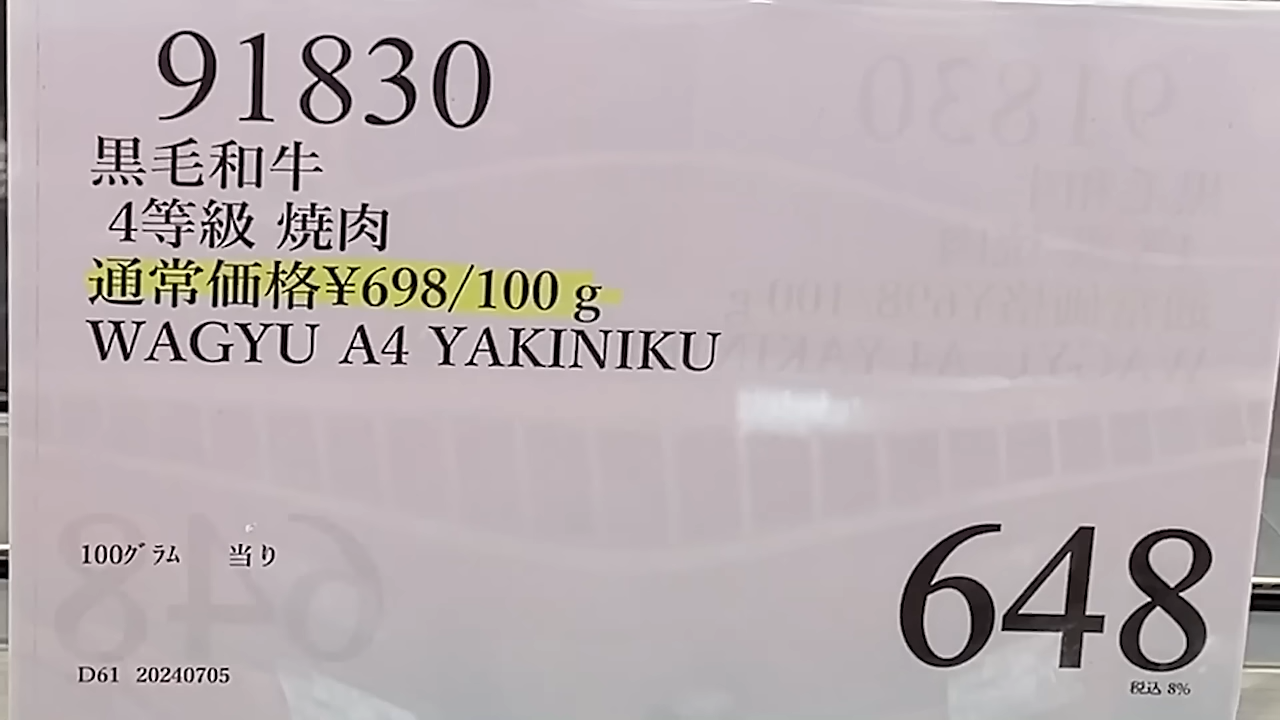 91830
黒毛和牛
4等級 焼肉
通常価格¥698/100g
WAGYU A4 YAKINIKU
100グラム 当り
648
税込 8%
D61 20240705